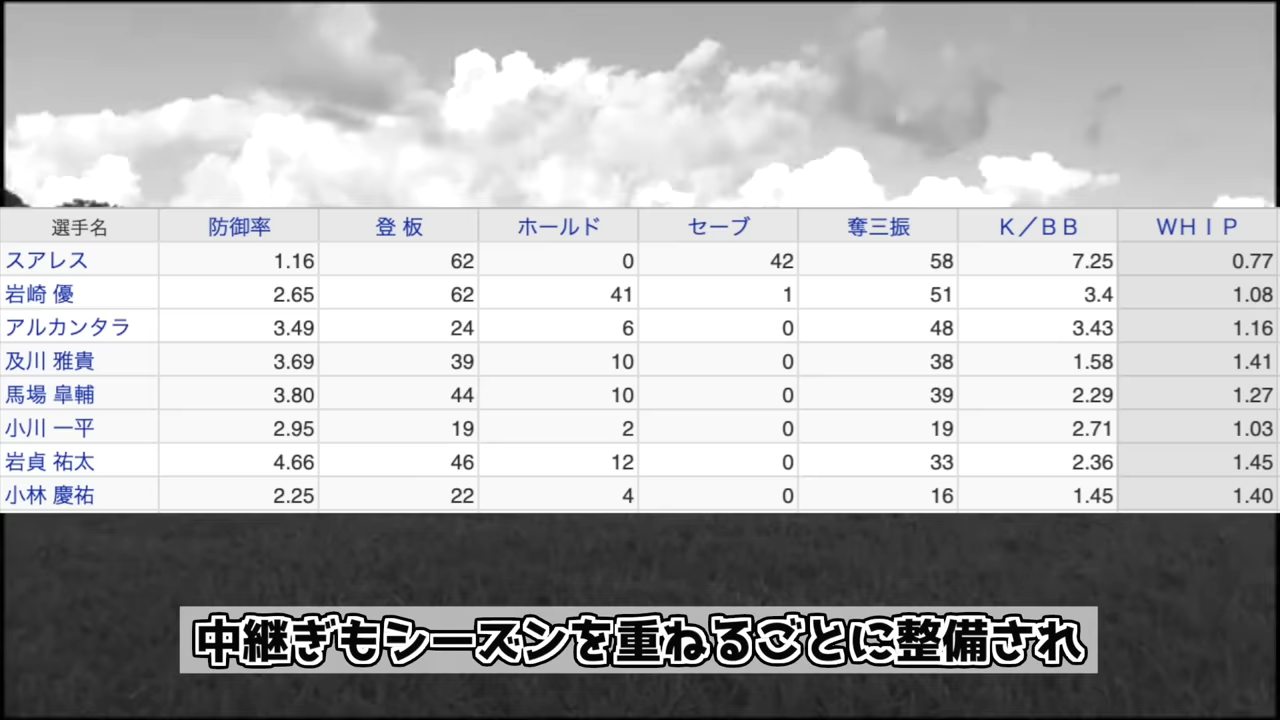 選手名 防御率 登板 ホールド セーブ 奪三振 K/BB WHIP
スアレス 1.16 62 0 42 58 7.25 0.77
岩崎 優 2.65 62 41 1 51 3.4 1.08
アルカンタラ 3.49 24 6 0 48 3.43 1.16
及川 雅貴 3.69 39 10 0 38 1.58 1.41
馬場 皐輔 3.80 44 10 0 39 2.29 1.27
小川 一平 2.95 19 2 0 19 2.71 1.03
岩貞 祐太 4.66 46 12 0 33 2.36 1.45
小林 慶祐 2.25 22 4 0 16 1.45 1.40
中継ぎもシーズンを重ねるごとに整備され